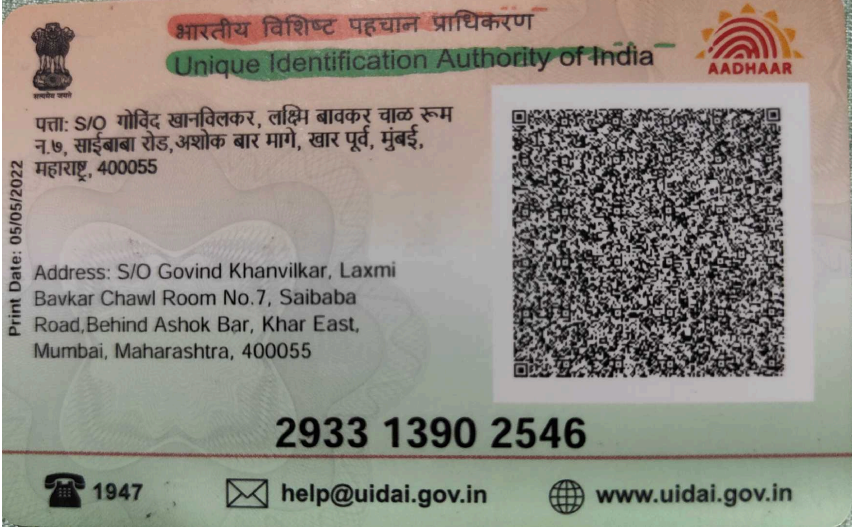 भारतीय विशिष्ट पहचान प्राधिकरण
Unique Identification Authority of India
AADHAAR
सत्यमेव जयते
पत्ता: S/O गोविंद खानविलकर, लक्ष्मि बावकर चाळ रूम
न.७, साईबाबा रोड,अशोक बार मागे, खार पूर्व, मुंबई,
महाराष्ट्र, 400055
Print Date: 05/05/2022
Address: S/O Govind Khanvilkar, Laxmi
Bavkar Chawl Room No.7, Saibaba
Road,Behind Ashok Bar, Khar East,
Mumbai, Maharashtra, 400055
2933 1390 2546
1947
help@uidai.gov.in
www.uidai.gov.in